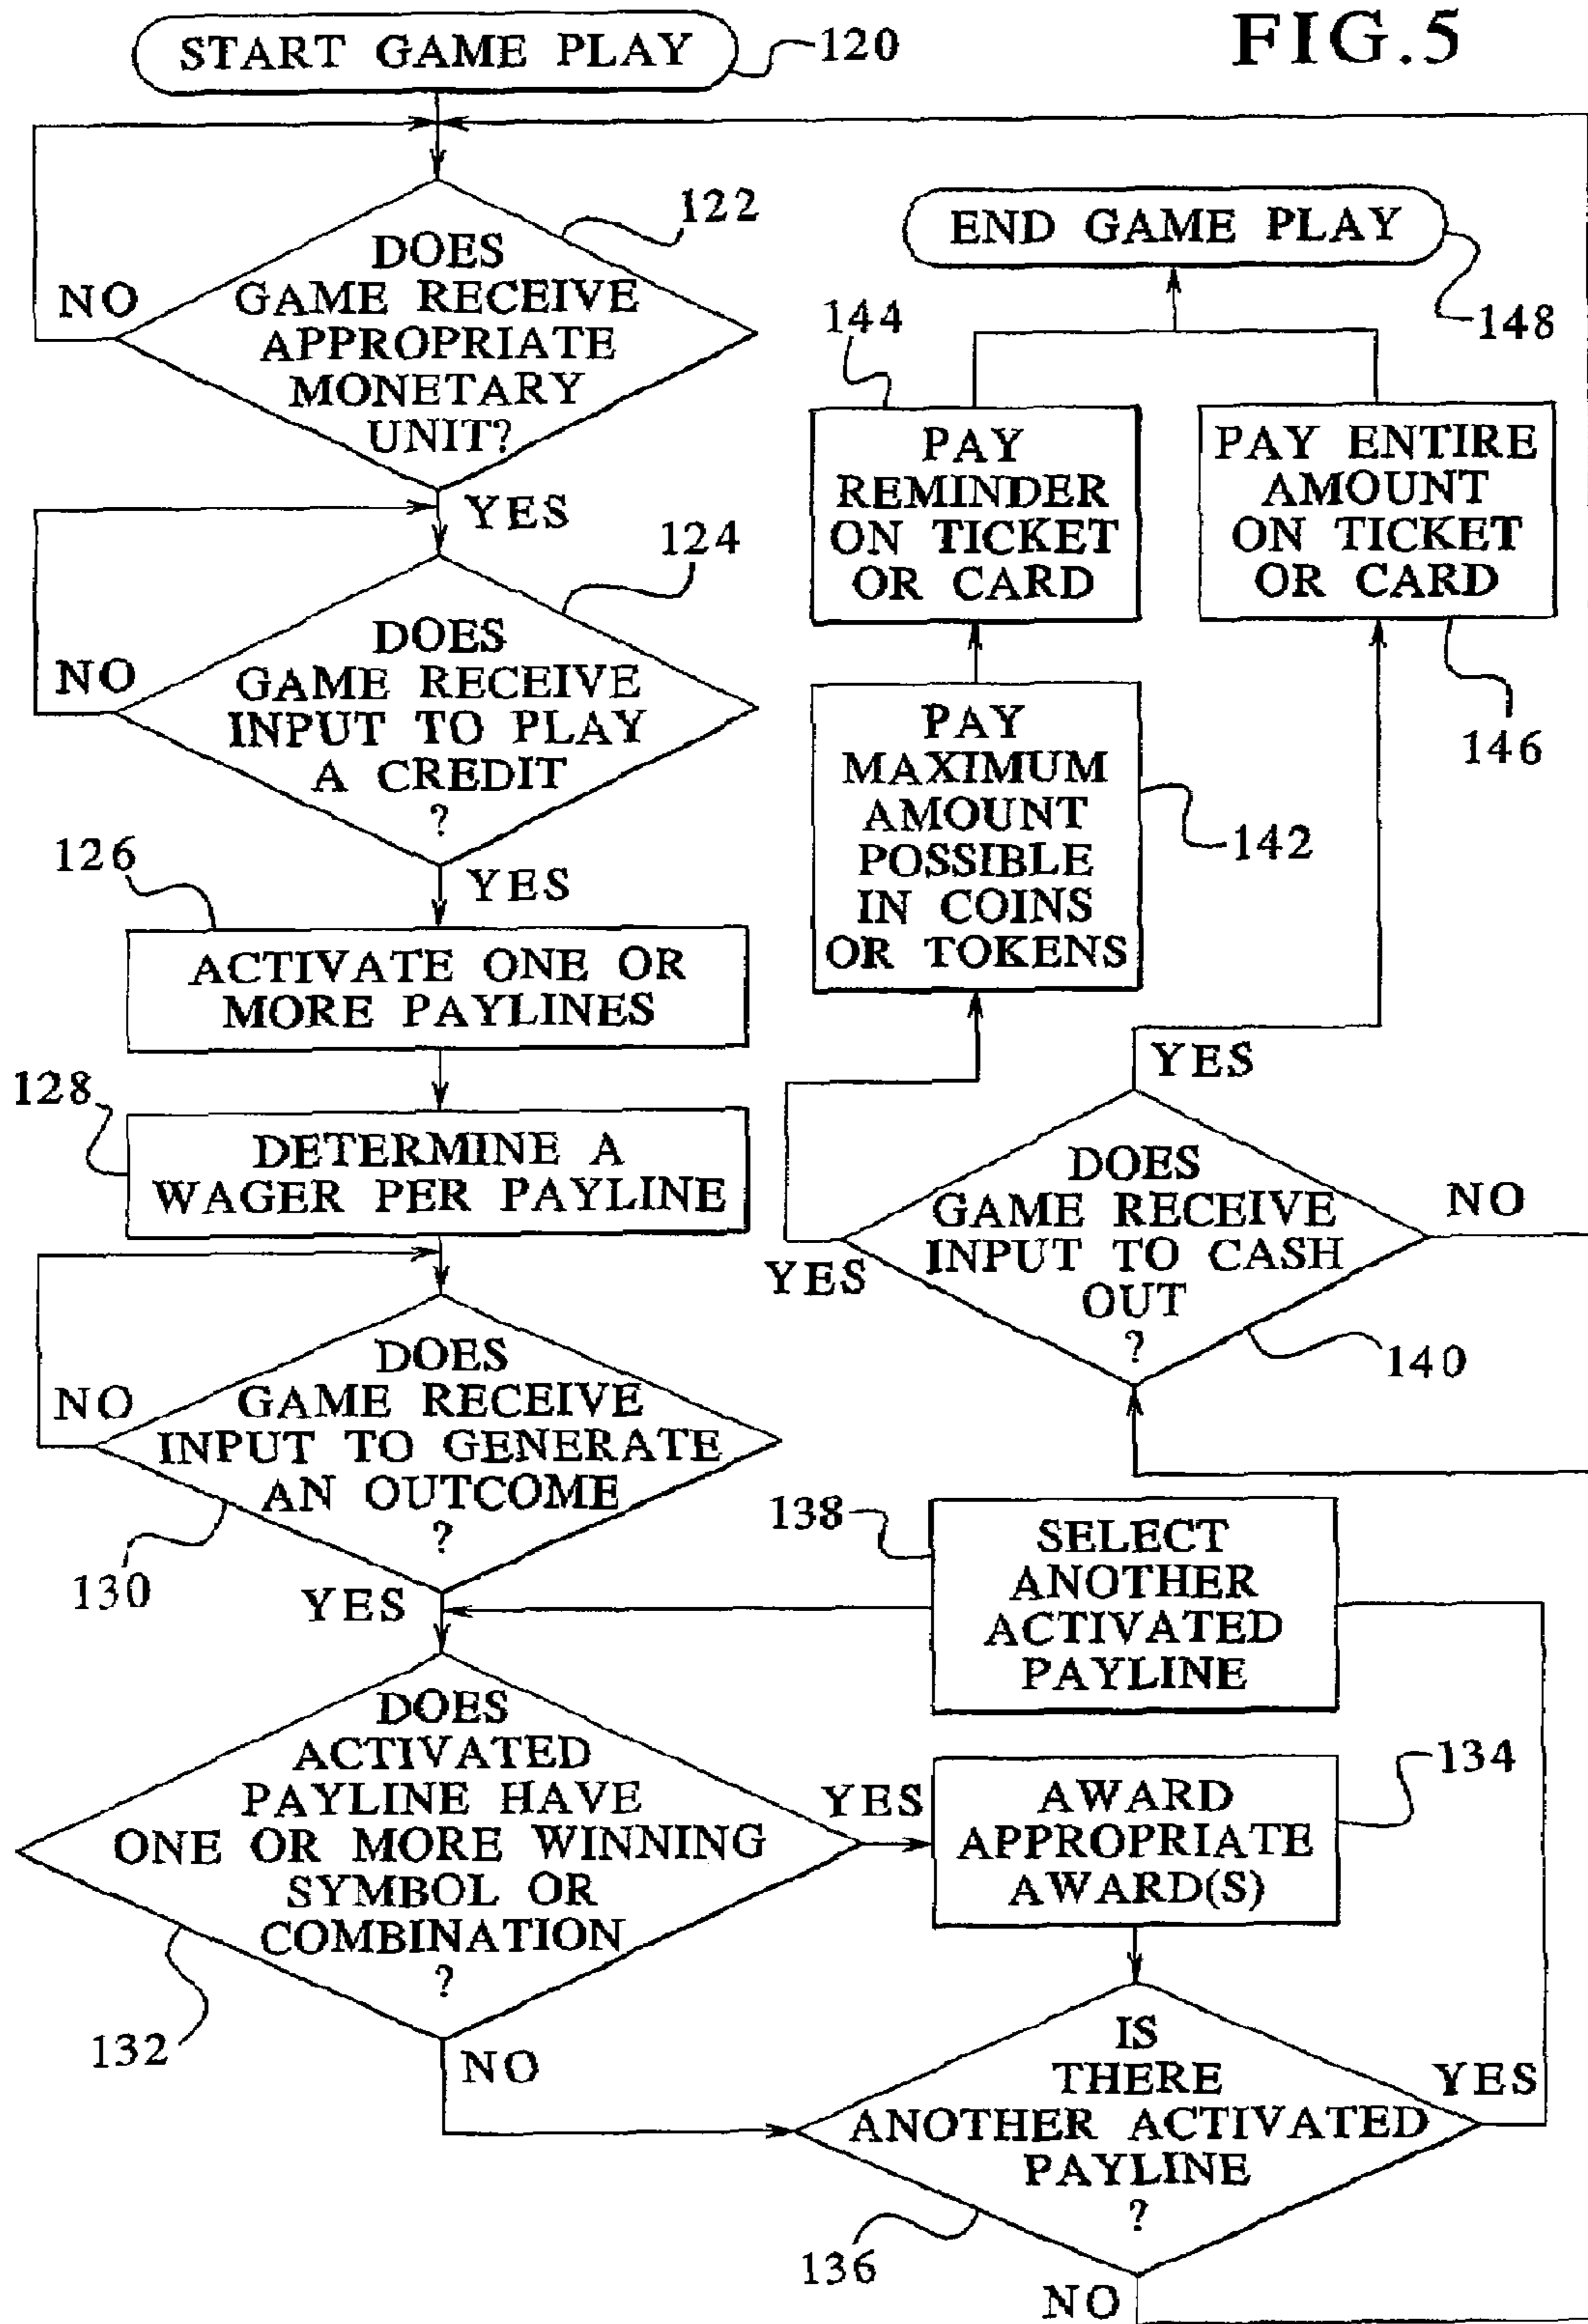 FIG.5
START GAME PLAY
120
122
DOES
GAME RECEIVE
APPROPRIATE
MONETARY
UNIT?
NO
YES
124
DOES
GAME RECEIVE
INPUT TO PLAY
A CREDIT
?
NO
YES
126
ACTIVATE ONE OR
MORE PAYLINES
128
DETERMINE A
WAGER PER PAYLINE
DOES
GAME RECEIVE
INPUT TO GENERATE
AN OUTCOME
?
NO
130
YES
DOES
ACTIVATED
PAYLINE HAVE
ONE OR MORE WINNING
SYMBOL OR
COMBINATION
?
132
NO
YES
134
AWARD
APPROPRIATE
AWARD(S)
IS
THERE
ANOTHER ACTIVATED
PAYLINE
?
136
YES
NO
138
SELECT
ANOTHER
ACTIVATED
PAYLINE
DOES
GAME RECEIVE
INPUT TO CASH
OUT
?
140
NO
YES
YES
PAY
MAXIMUM
AMOUNT
POSSIBLE
IN COINS
OR TOKENS
142
144
PAY
REMINDER
ON TICKET
OR CARD
PAY ENTIRE
AMOUNT
ON TICKET
OR CARD
146
END GAME PLAY
148